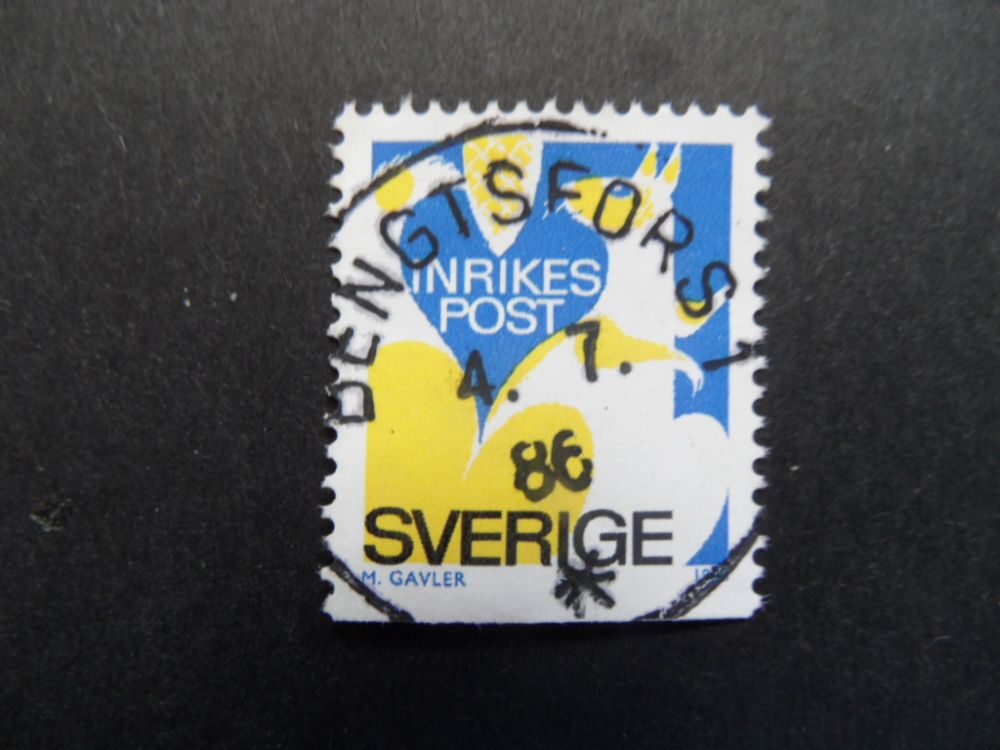 BENGTSFORS 1
INRIKES
POST
4. 7.
86
SVERIGE
M. GAVLER